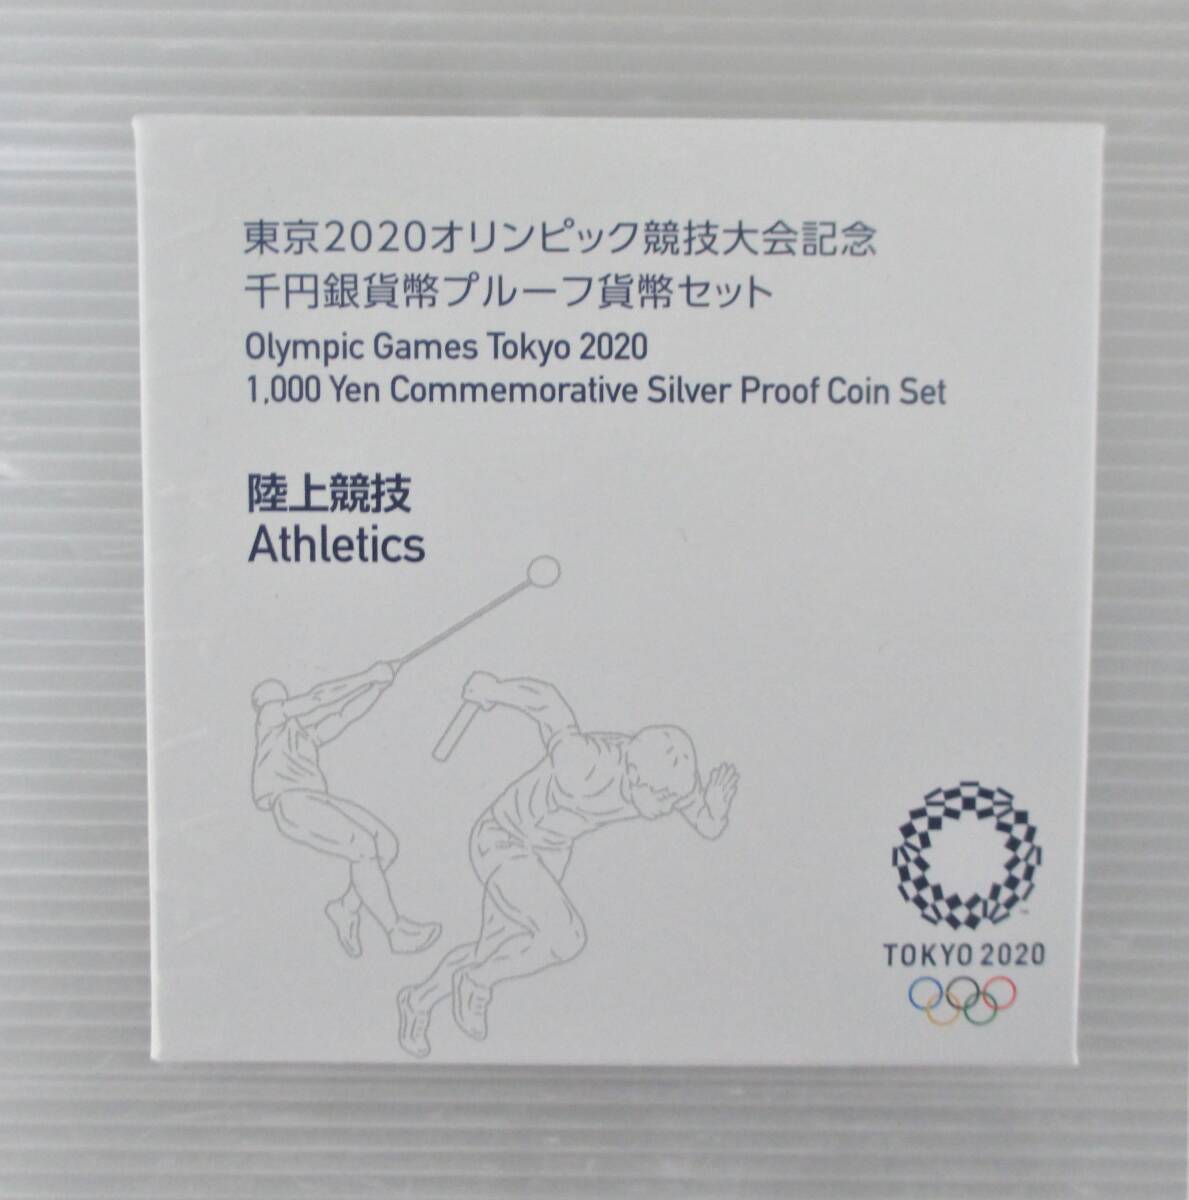 東京2020オリンピック競技大会記念
千円銀貨幣プルーフ貨幣セット
Olympic Games Tokyo 2020
1,000 Yen Commemorative Silver Proof Coin Set
陸上競技
Athletics
TOKYO 2020